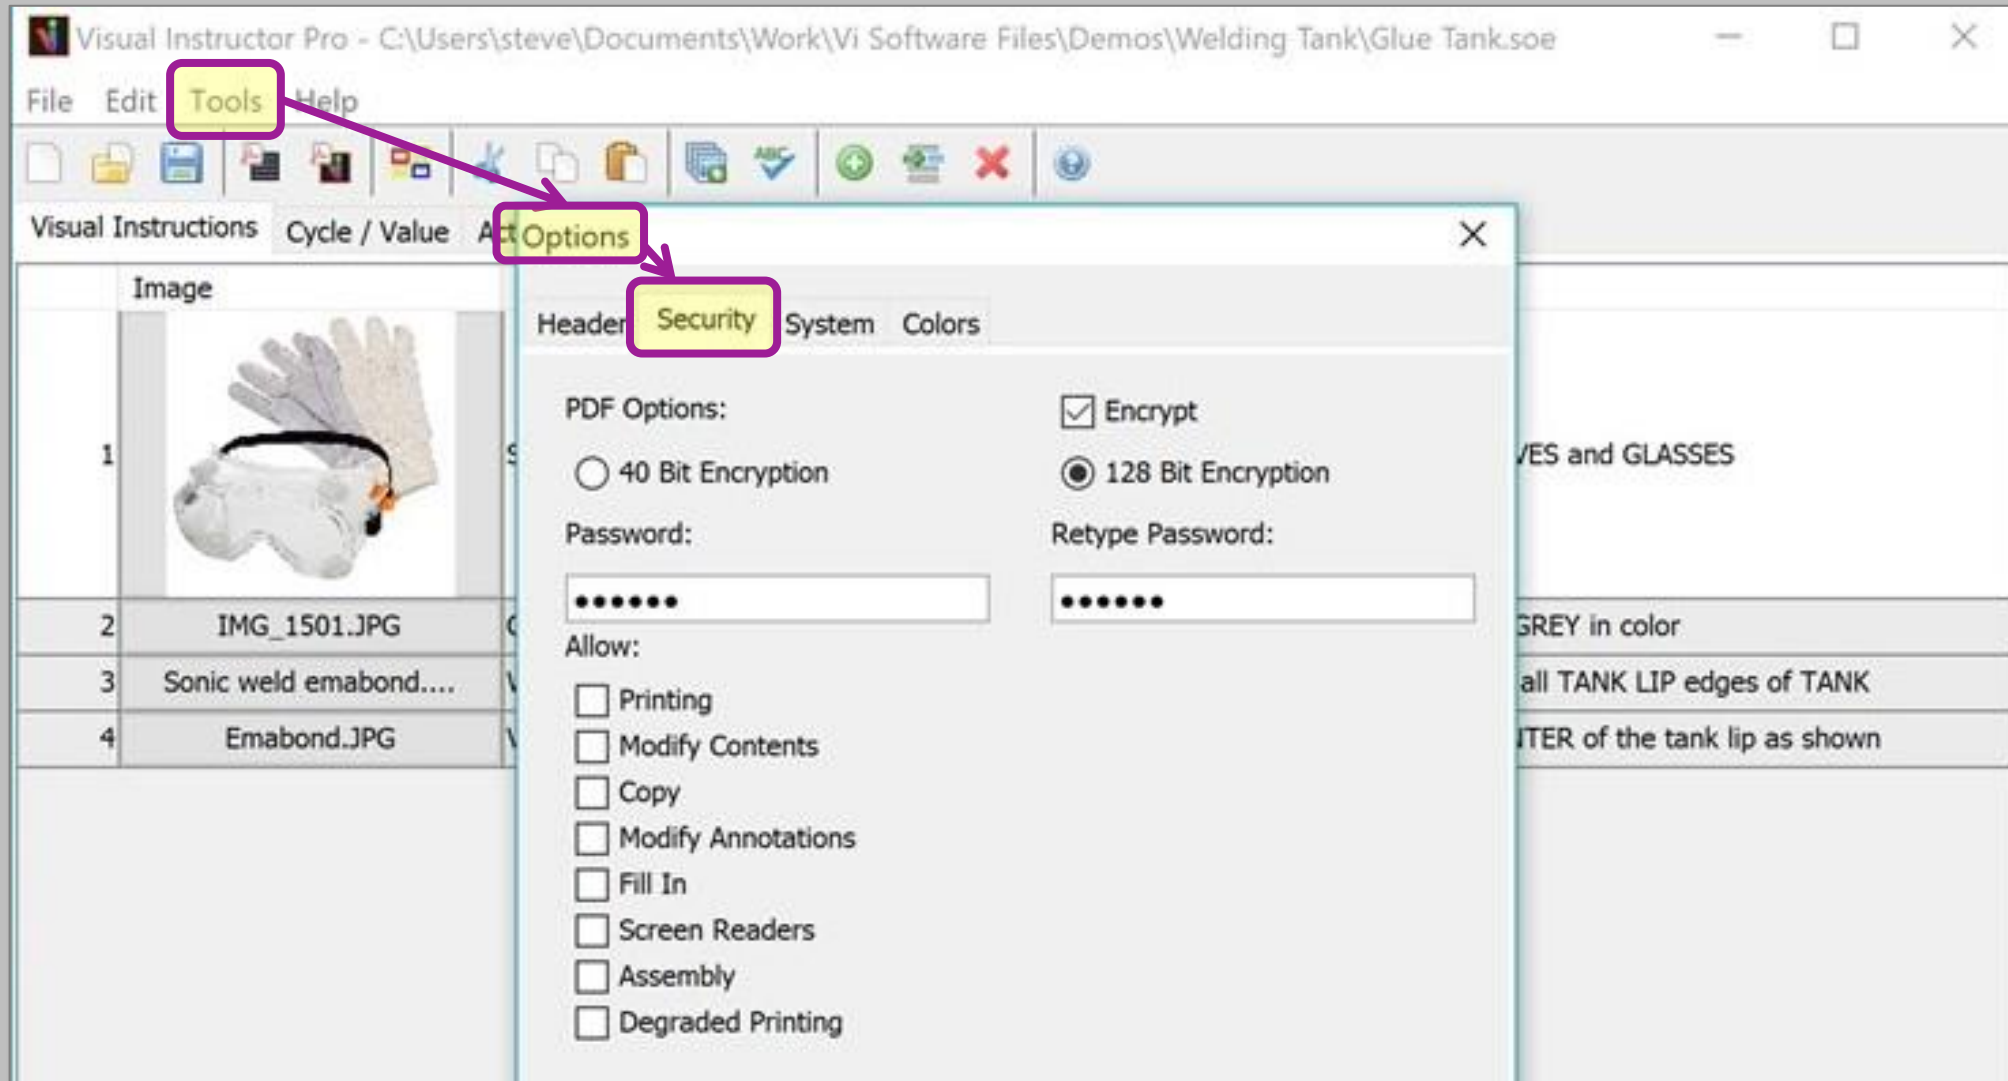 Visual Instructor Pro - C:\Users\steve\Documents\Work\Vi Software Files\Demos\Welding Tank\Glue Tank.soe
File Edit Tools Help
ABC
Visual Instructions Cycle / Value
Options
Image
Header Security System Colors
PDF Options: Encrypt
40 Bit Encryption 128 Bit Encryption
1 VES and GLASSES
Password: Retype Password:
2 IMG_1501.JPG GREY in color
Allow:
3 Sonic weld emabond.... all TANK LIP edges of TANK
Printing
4 Emabond.JPG NTER of the tank lip as shown
Modify Contents
Copy
Modify Annotations
Fill In
Screen Readers
Assembly
Degraded Printing